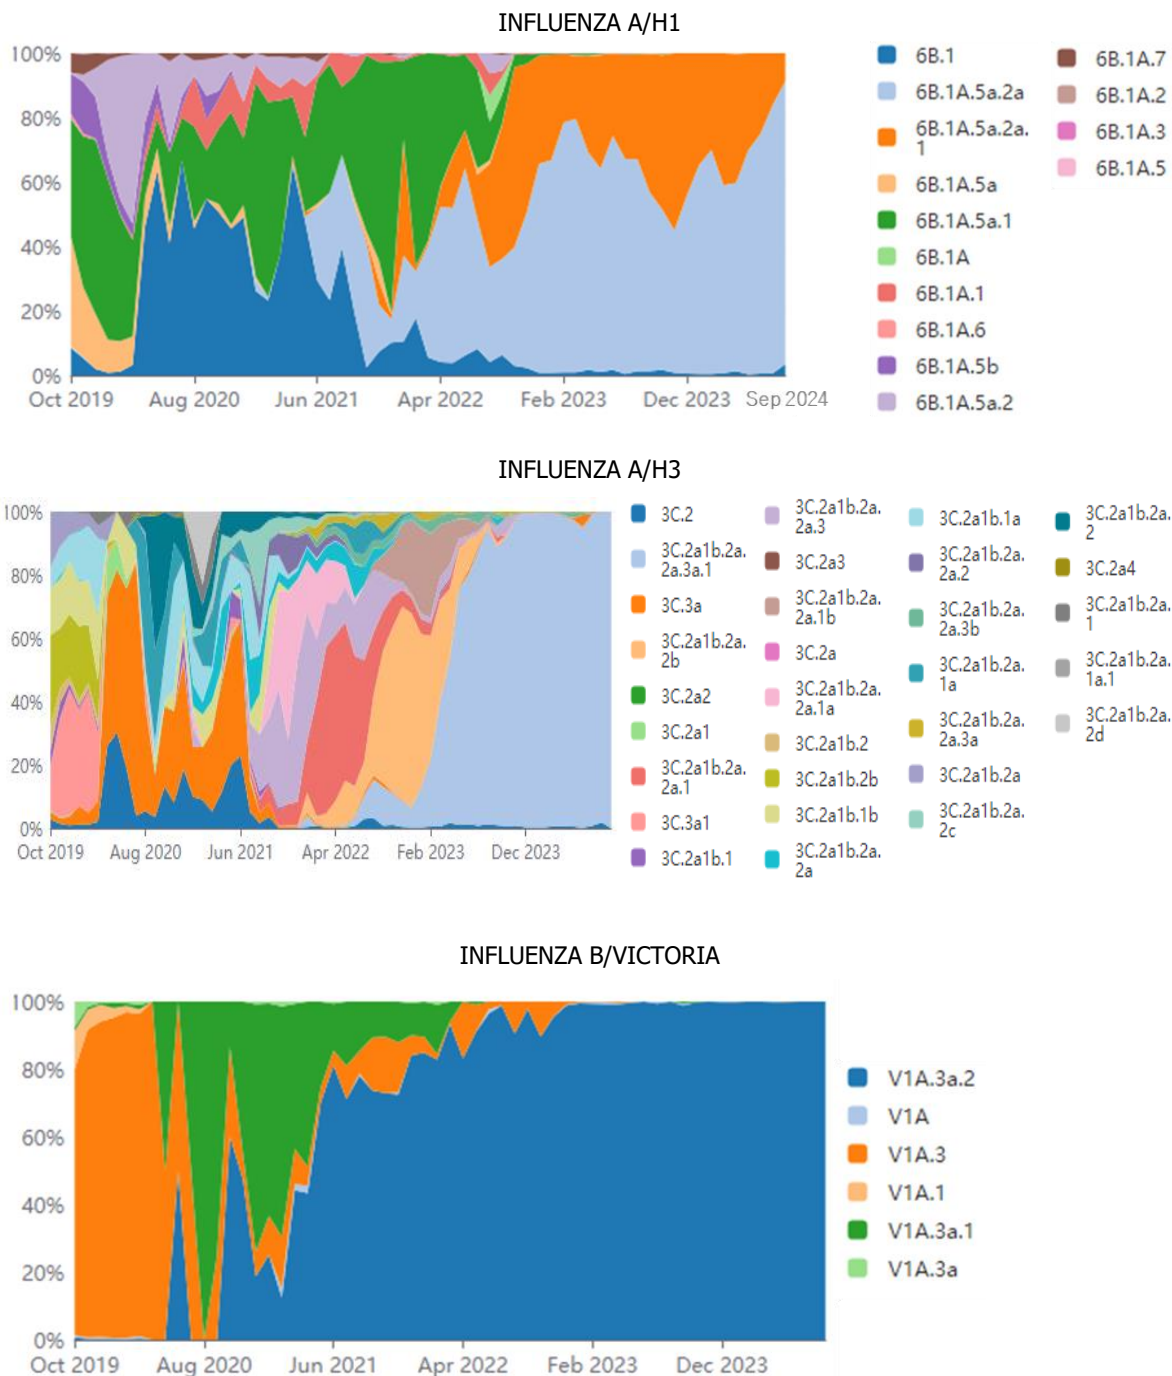 INFLUENZA A/H1
100%
80%
60%
40%
20%
0%
Oct 2019
Aug 2020
Jun 2021
Apr 2022
Feb 2023
Dec 2023
Sep 2024
6B.1
6B.1A.5a.2a
6B.1A.5a.2a.
1
6B.1A.5a
6B.1A.5a.1
6B.1A
6B.1A.1
6B.1A.6
6B.1A.5b
6B.1A.5a.2
6B.1A.7
6B.1A.2
6B.1A.3
6B.1A.5
INFLUENZA A/H3
100%
80%
60%
40%
20%
0%
Oct 2019
Aug 2020
Jun 2021
Apr 2022
Feb 2023
Dec 2023
3C.2
3C.2a1b.2a.
2a.3a.1
3C.3a
3C.2a1b.2a.
2b
3C.2a2
3C.2a1
3C.2a1b.2a.
2a.1
3C.3a1
3C.2a1b.1
3C.2a1b.2a.
2a.3
3C.2a3
3C.2a1b.2a.
2a.1b
3C.2a
3C.2a1b.2a.
2a.1a
3C.2a1b.2
3C.2a1b.2b
3C.2a1b.1b
3C.2a1b.2a.
2a
3C.2a1b.1a
3C.2a1b.2a.
2a.2
3C.2a1b.2a.
2a.3b
3C.2a1b.2a.
1a
3C.2a1b.2a.
2a.3a
3C.2a1b.2a
3C.2a1b.2a.
2c
3C.2a1b.2a.
2
3C.2a4
3C.2a1b.2a.
1
3C.2a1b.2a.
1a.1
3C.2a1b.2a.
2d
INFLUENZA B/VICTORIA
100%
80%
60%
40%
20%
0%
Oct 2019
Aug 2020
Jun 2021
Apr 2022
Feb 2023
Dec 2023
V1A.3a.2
V1A
V1A.3
V1A.1
V1A.3a.1
V1A.3a